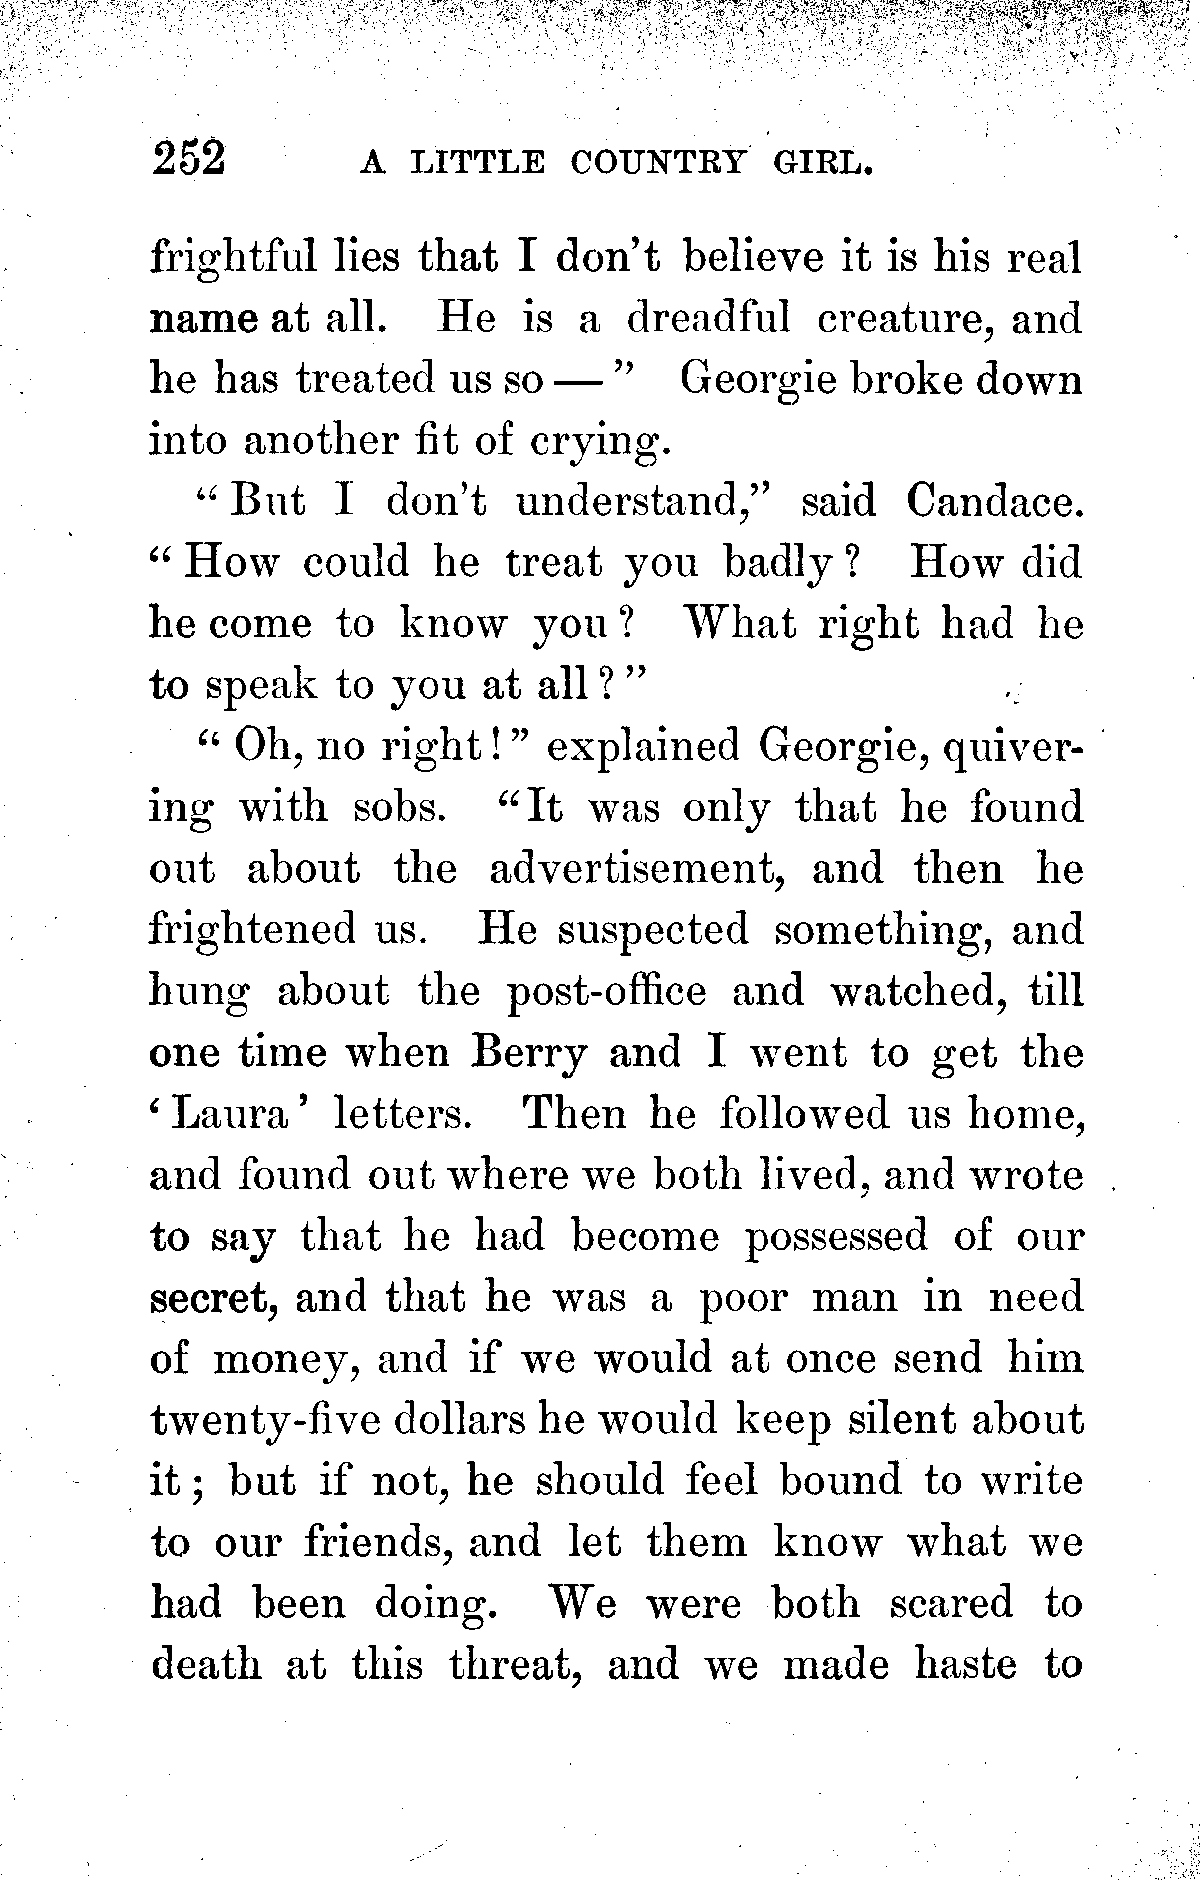 252 A LITTLE COUNTRY GIRL.
frightful lies that I don't believe it is his real
name at all. He is a dreadful creature, and
he has treated us so — " Georgie broke down
into another fit of crying.
" But I don't understand," said Candace.
" How could he treat you badly ? How did
he come to know you ? What right had he
to speak to you at all ? "
" Oh, no right! " explained Georgie, quiver-
ing with sobs. "It was only that he found
out about the advertisement, and then he
frightened us. He suspected something, and
hung about the post-office and watched, till
one time when Berry and I went to get the
' Laura ' letters. Then he followed us home,
and found out where we both lived, and wrote
to say that he had become possessed of our
secret, and that he was a poor man in need
of money, and if we would at once send him
twenty-five dollars he would keep silent about
it ; but if not, he should feel bound to write
to our friends, and let them know what we
had been doing. We were both scared to
death at this threat, and we made haste to